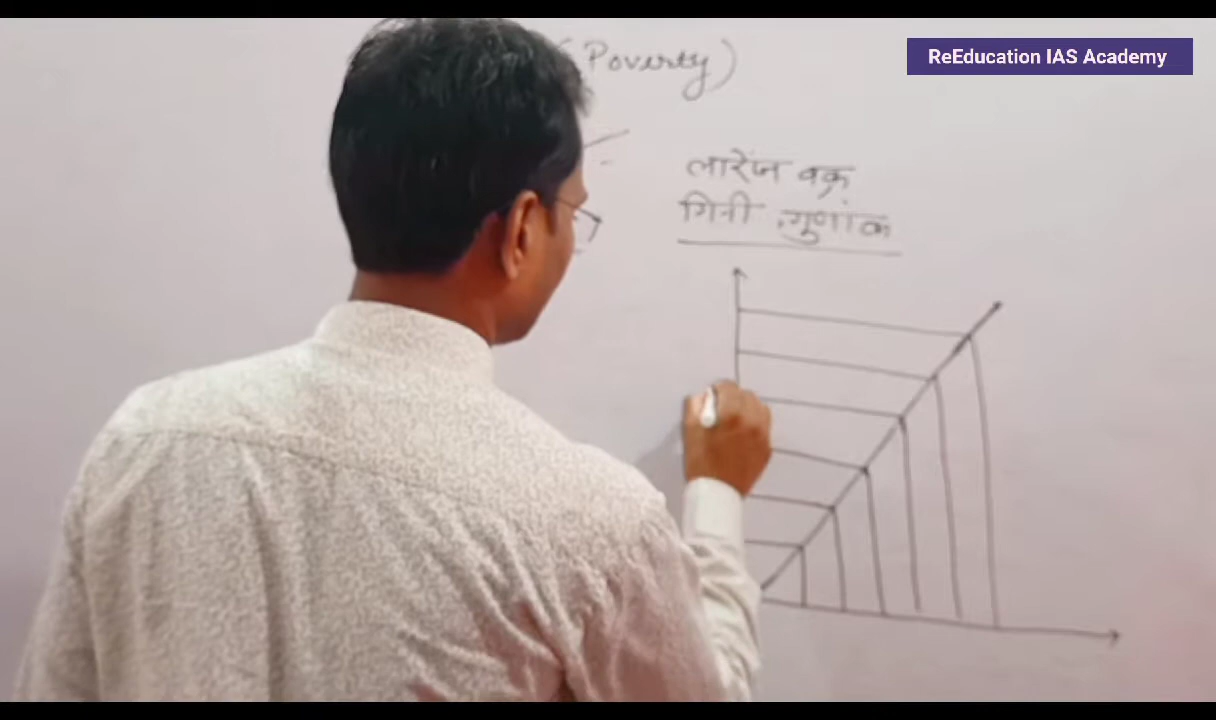 (Poverty)
ReEducation IAS Academy
लारेंज वक्र
गिनी गुणांक